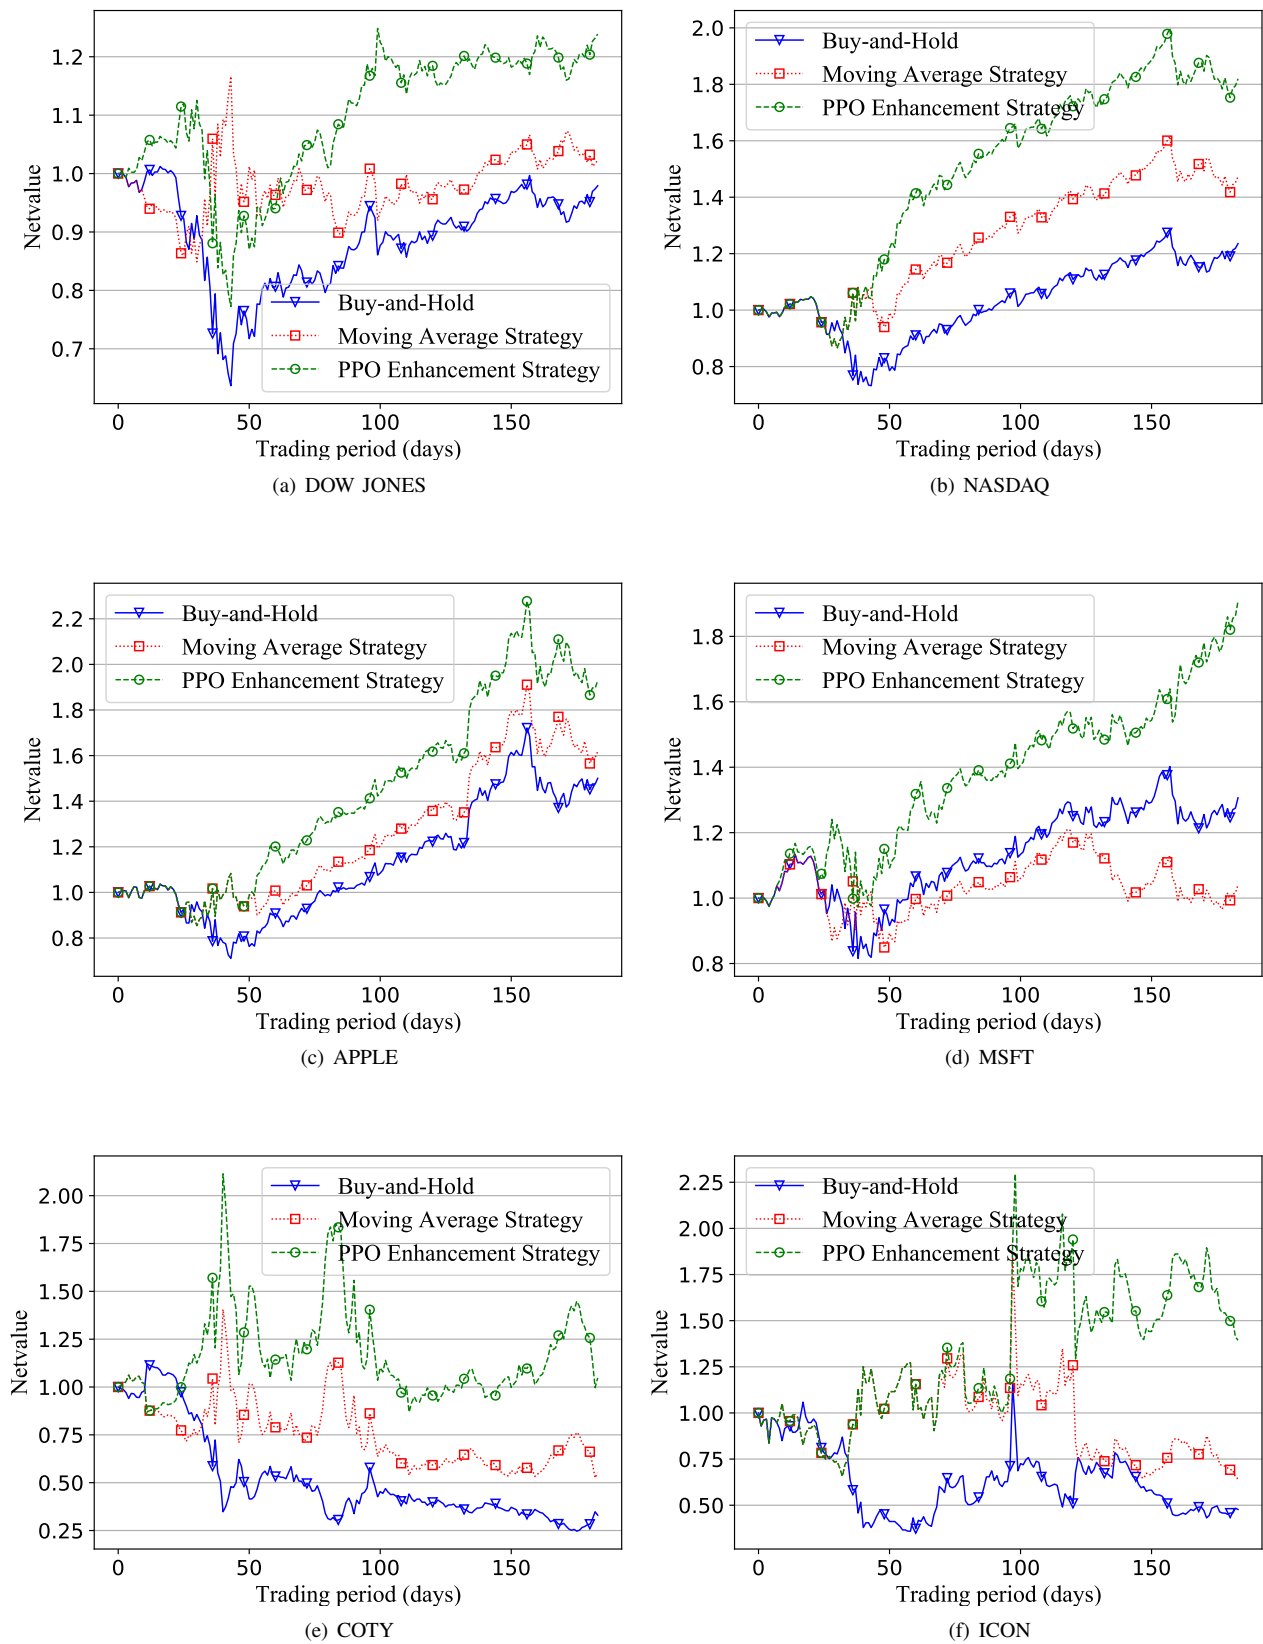 1.2
1.1
1.0
0.9
0.8
0.7
Netvalue
Buy-and-Hold
Moving Average Strategy
PPO Enhancement Strategy
0 50 100 150
Trading period (days)
(a) DOW JONES
2.0
1.8
1.6
1.4
1.2
1.0
0.8
Netvalue
Buy-and-Hold
Moving Average Strategy
PPO Enhancement Strategy
0 50 100 150
Trading period (days)
(b) NASDAQ
2.2
2.0
1.8
1.6
1.4
1.2
1.0
0.8
Netvalue
Buy-and-Hold
Moving Average Strategy
PPO Enhancement Strategy
0 50 100 150
Trading period (days)
(c) APPLE
1.8
1.6
1.4
1.2
1.0
0.8
Netvalue
Buy-and-Hold
Moving Average Strategy
PPO Enhancement Strategy
0 50 100 150
Trading period (days)
(d) MSFT
2.00
1.75
1.50
1.25
1.00
0.75
0.50
0.25
Netvalue
Buy-and-Hold
Moving Average Strategy
PPO Enhancement Strategy
0 50 100 150
Trading period (days)
(e) COTY
2.25
2.00
1.75
1.50
1.25
1.00
0.75
0.50
Netvalue
Buy-and-Hold
Moving Average Strategy
PPO Enhancement Strategy
0 50 100 150
Trading period (days)
(f) ICON